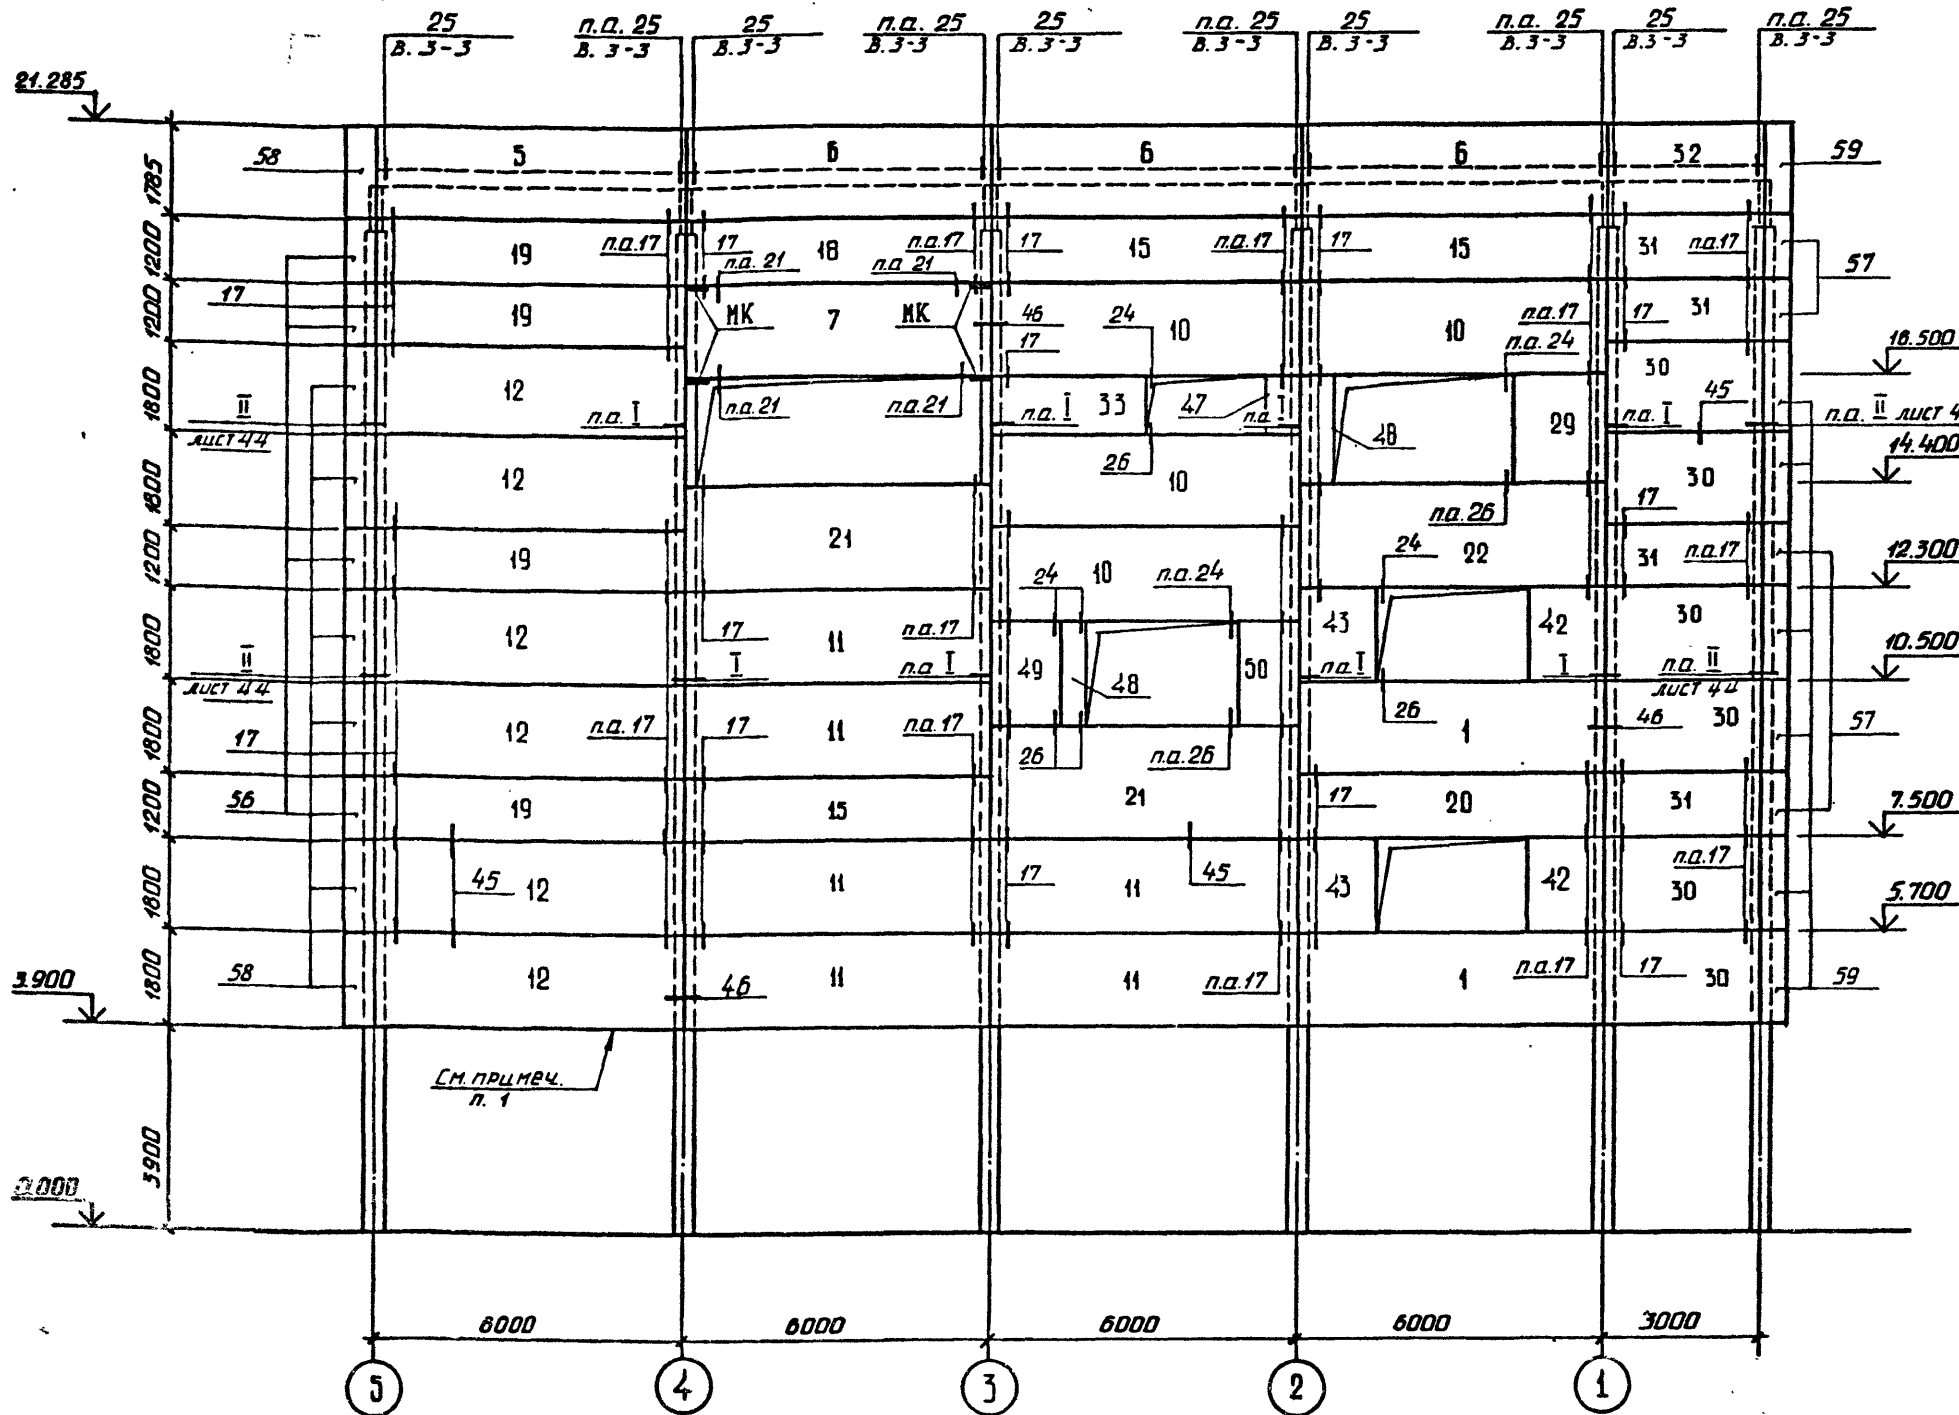 25 п.а. 25 25 п.а. 25 25 п.а. 25 25 п.а. 25 25 п.а. 25
В. 3-3 В. 3-3 В. 3-3 В. 3-3 В. 3-3 В. 3-3 В. 3-3 В. 3-3 В. 3-3 В. 3-3
21.285
58 5 6 6 6 32 59
1785
19 п.а.17 17 18 п.а.17 17 15 п.а.17 17 15 31 п.а.17
1200
п.а. 21 п.а. 21 57
17 19 МК 7 МК 46 24 10 10 п.а.17 17 31
1200
17 п.а. 24 16.500
12 30 45
1800
п.а.21 п.а.21 33 47 48 29
II п.а. I п.а. I п.а. I п.а. I п.а. II лист 4
лист 44
26 14.400
12 10 30
1800
п.а. 26 17
21 22 24
19 10 31 п.а.17 12.300
1200
24 п.а. 24
12 17 11 п.а.17 43 42 30 10.500
1800
II I п.а. I 49 48 50 п.а. I I п.а. II
лист 44 лист 44
26 46
17 12 п.а.17 17 11 п.а.17 1 30 57
1800
26 п.а.26
56 19 15 21 17 20 31 7.500
1200
п.а.17
45 12 11 17 11 45 43 42 30 5.700
1800
3.900 58 12 46 11 11 п.а.17 1 п.а.17 17 30 59
1800
См. примеч.
п. 1
3900
0.000
6000 6000 6000 6000 3000
5 4 3 2 1